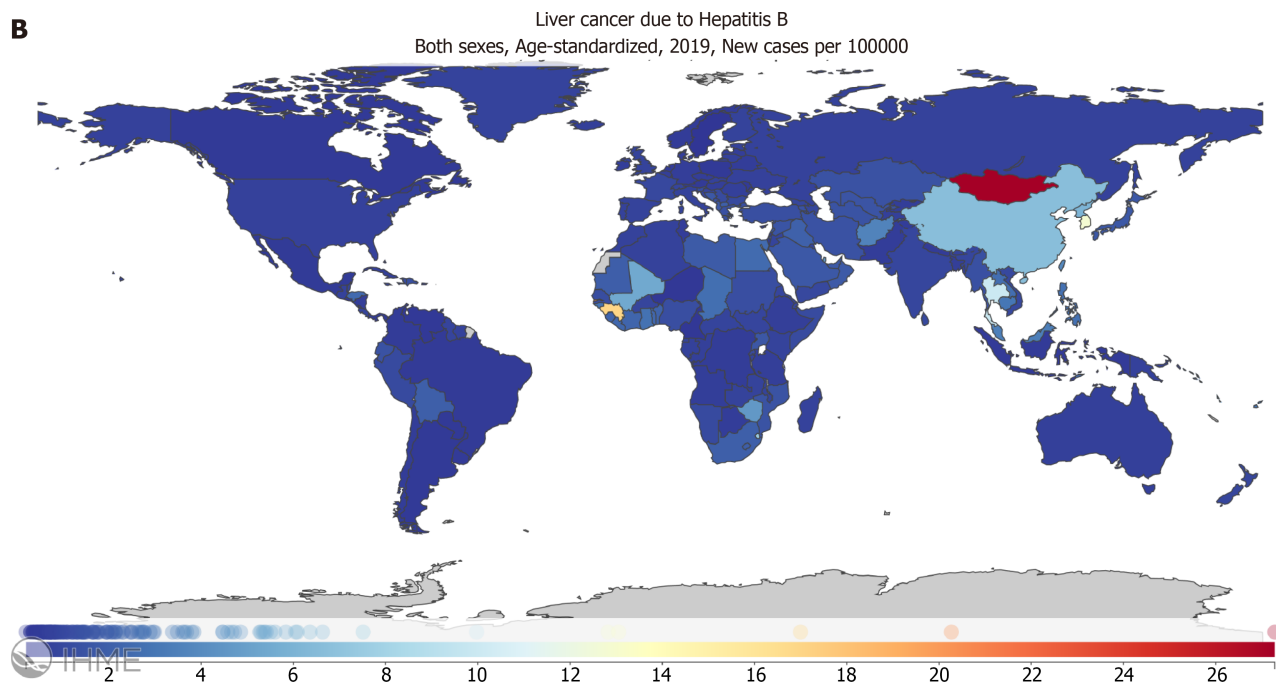 B
Liver cancer due to Hepatitis B
Both sexes, Age-standardized, 2019, New cases per 100000
IHME
2 4 6 8 10 12 14 16 18 20 22 24 26